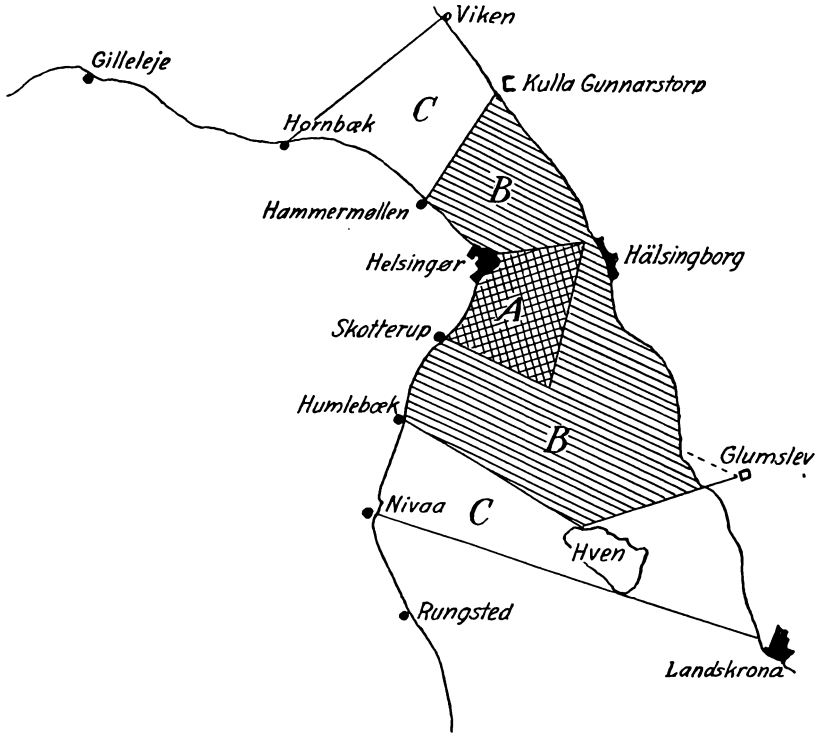 Viken
Gilleleje
Kulla Gunnarstorp
C
Hornbæk
B
Hammermøllen
Helsingør
Hälsingborg
A
Skotterup
Humlebæk
B
Glumslev
Nivaa
C
Hven
Rungsted
Landskrona